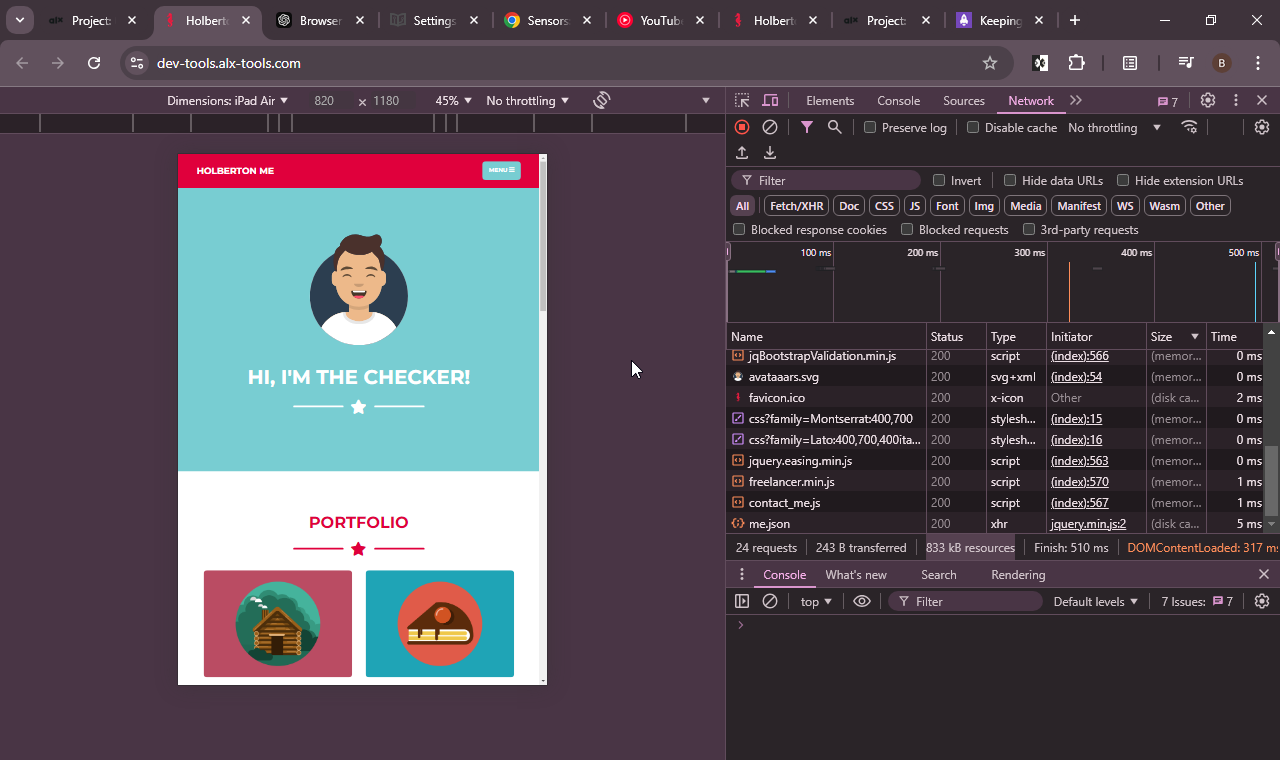 Project: Holberto Browser Settings Sensors YouTube Holberto Project: Keeping
dev-tools.alx-tools.com
B
Dimensions: iPad Air 820 × 1180 45% No throttling
Elements Console Sources Network 7
Preserve log Disable cache No throttling
Filter Invert Hide data URLs Hide extension URLs
All Fetch/XHR Doc CSS JS Font Img Media Manifest WS Wasm Other
Blocked response cookies Blocked requests 3rd-party requests
100 ms 200 ms 300 ms 400 ms 500 ms
Name Status Type Initiator Size Time
jqBootstrapValidation.min.js 200 script (index):566 (memor... 0 ms
avataaars.svg 200 svg+xml (index):54 (memor... 0 ms
favicon.ico 200 x-icon Other (disk ca... 2 ms
css?family=Montserrat:400,700 200 stylesh... (index):15 (memor... 0 ms
css?family=Lato:400,700,400ita... 200 stylesh... (index):16 (memor... 0 ms
jquery.easing.min.js 200 script (index):563 (memor... 0 ms
freelancer.min.js 200 script (index):570 (memor... 1 ms
contact_me.js 200 script (index):567 (memor... 1 ms
me.json 200 xhr jquery.min.js:2 (disk ca... 5 ms
24 requests 243 B transferred 833 kB resources Finish: 510 ms DOMContentLoaded: 317 ms
Console What's new Search Rendering
top Filter Default levels 7 Issues: 7
HOLBERTON ME MENU
HI, I'M THE CHECKER!
PORTFOLIO